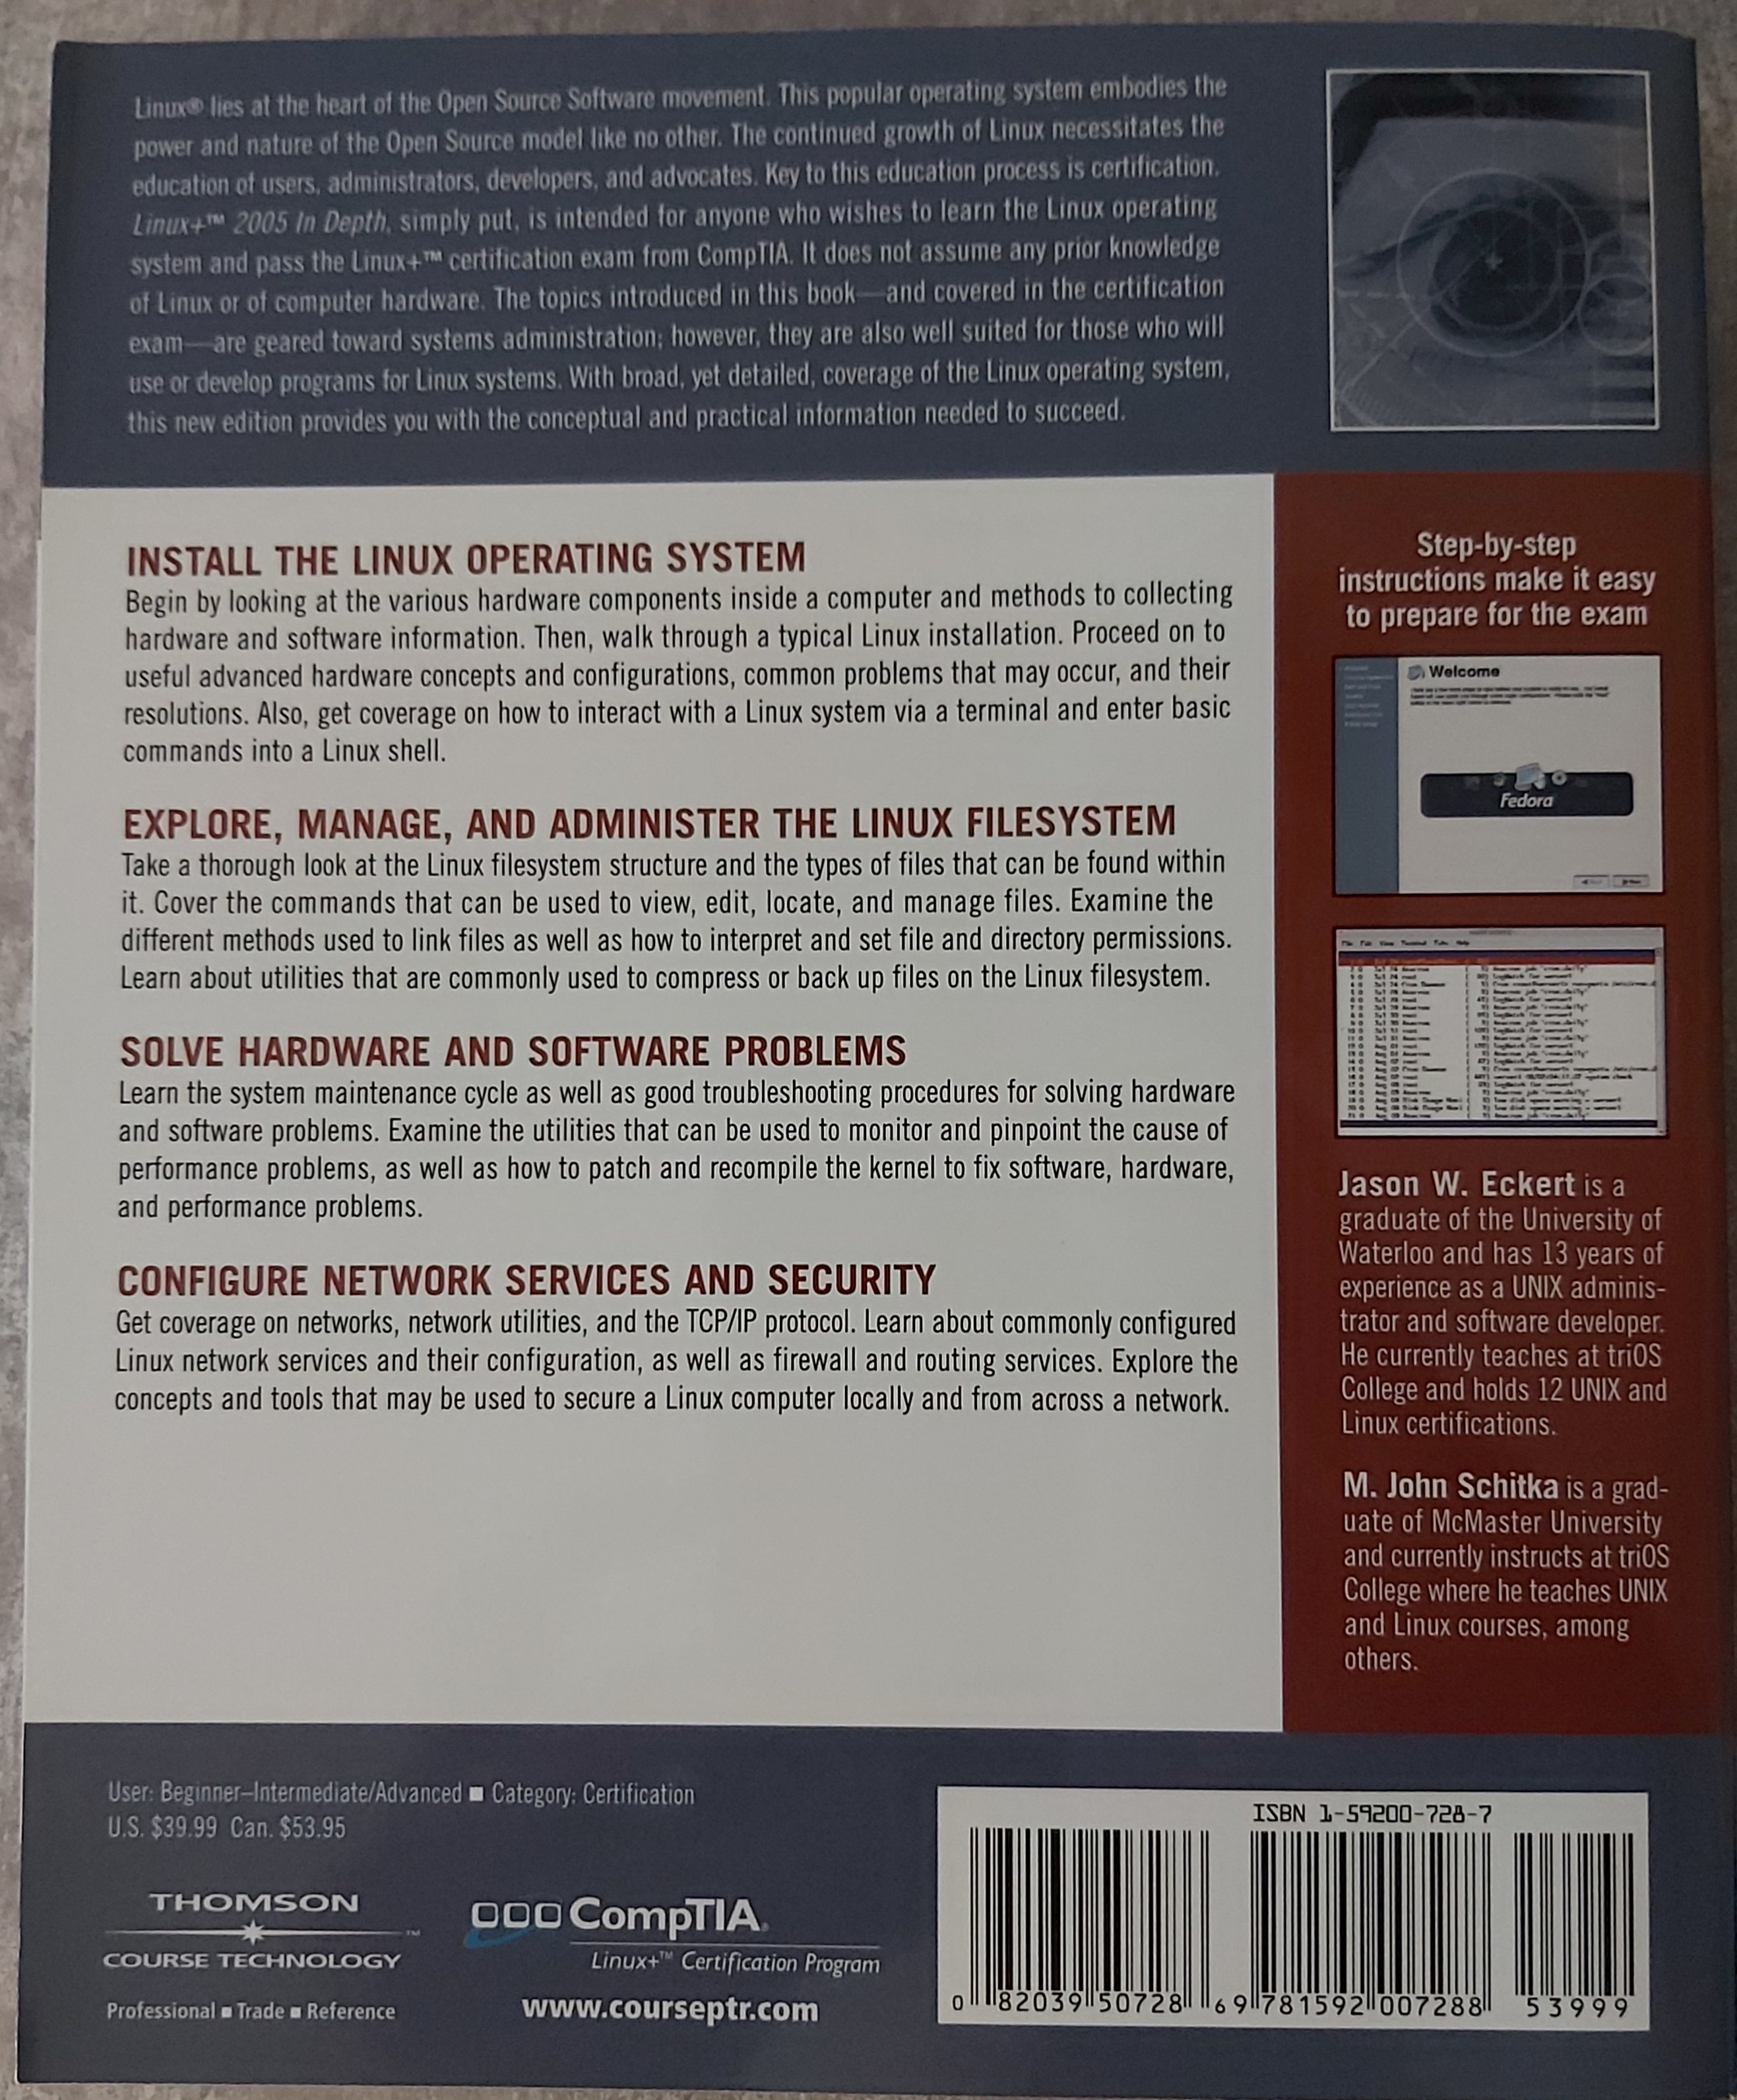 Linux® lies at the heart of the Open Source Software movement. This popular operating system embodies the
power and nature of the Open Source model like no other. The continued growth of Linux necessitates the
education of users, administrators, developers, and advocates. Key to this education process is certification.
Linux+™ 2005 In Depth, simply put, is intended for anyone who wishes to learn the Linux operating
system and pass the Linux+™ certification exam from CompTIA. It does not assume any prior knowledge
of Linux or of computer hardware. The topics introduced in this book—and covered in the certification
exam—are geared toward systems administration; however, they are also well suited for those who will
use or develop programs for Linux systems. With broad, yet detailed, coverage of the Linux operating system,
this new edition provides you with the conceptual and practical information needed to succeed.
INSTALL THE LINUX OPERATING SYSTEM
Begin by looking at the various hardware components inside a computer and methods to collecting
hardware and software information. Then, walk through a typical Linux installation. Proceed on to
useful advanced hardware concepts and configurations, common problems that may occur, and their
resolutions. Also, get coverage on how to interact with a Linux system via a terminal and enter basic
commands into a Linux shell.
EXPLORE, MANAGE, AND ADMINISTER THE LINUX FILESYSTEM
Take a thorough look at the Linux filesystem structure and the types of files that can be found within
it. Cover the commands that can be used to view, edit, locate, and manage files. Examine the
different methods used to link files as well as how to interpret and set file and directory permissions.
Learn about utilities that are commonly used to compress or back up files on the Linux filesystem.
SOLVE HARDWARE AND SOFTWARE PROBLEMS
Learn the system maintenance cycle as well as good troubleshooting procedures for solving hardware
and software problems. Examine the utilities that can be used to monitor and pinpoint the cause of
performance problems, as well as how to patch and recompile the kernel to fix software, hardware,
and performance problems.
CONFIGURE NETWORK SERVICES AND SECURITY
Get coverage on networks, network utilities, and the TCP/IP protocol. Learn about commonly configured
Linux network services and their configuration, as well as firewall and routing services. Explore the
concepts and tools that may be used to secure a Linux computer locally and from across a network.
Step-by-step
instructions make it easy
to prepare for the exam
Welcome
Fedora
File Edit View Terminal Tabs Help
Jason W. Eckert is a
graduate of the University of
Waterloo and has 13 years of
experience as a UNIX adminis-
trator and software developer.
He currently teaches at triOS
College and holds 12 UNIX and
Linux certifications.
M. John Schitka is a grad-
uate of McMaster University
and currently instructs at triOS
College where he teaches UNIX
and Linux courses, among
others.
User: Beginner–Intermediate/Advanced ■ Category: Certification
U.S. $39.99 Can. $53.95
THOMSON
™
COURSE TECHNOLOGY
Professional ■ Trade ■ Reference
CompTIA®
Linux+™ Certification Program
www.courseptr.com
ISBN 1-59200-728-7
0 82039 50728 6 9 781592 007288 53999